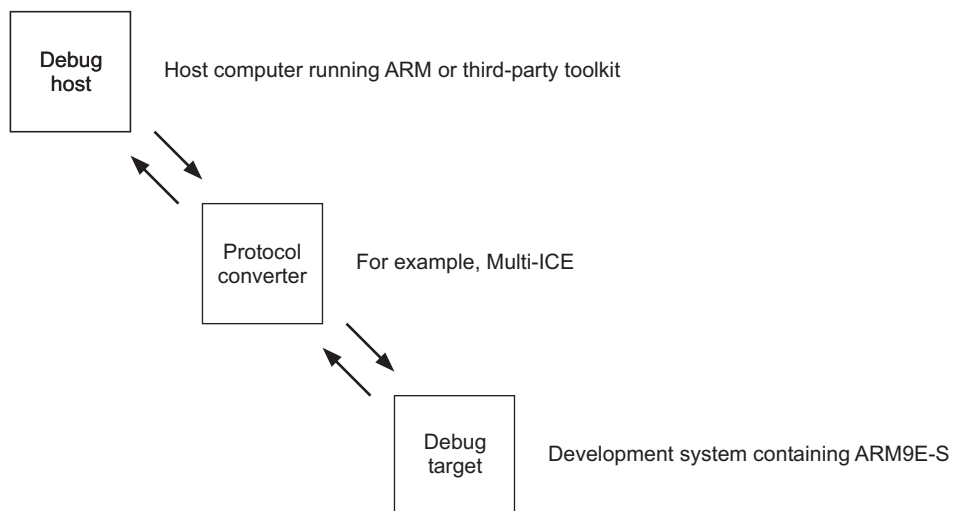 Debug
host
Host computer running ARM or third-party toolkit
Protocol
converter
For example, Multi-ICE
Debug
target
Development system containing ARM9E-S